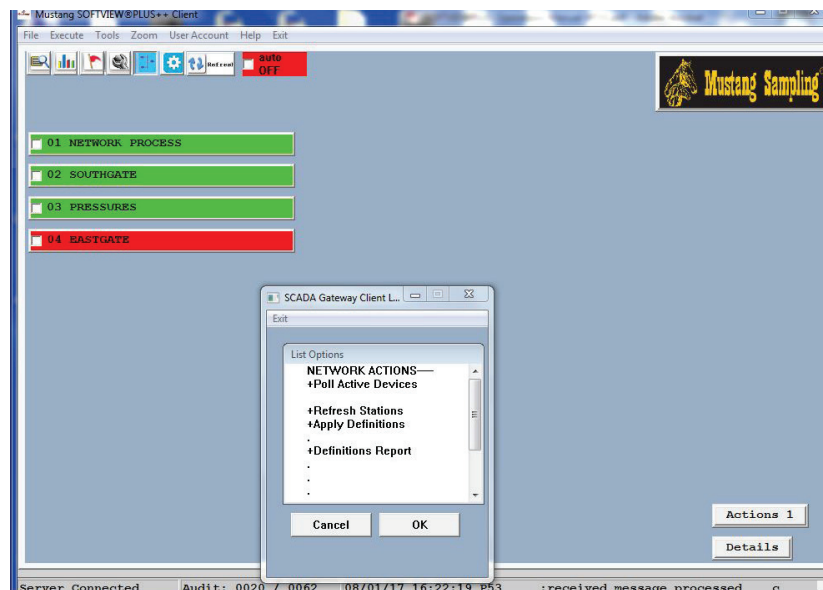 Mustang SOFTVIEW®PLUS++ Client
File Execute Tools Zoom User Account Help Exit
Refresh
auto
OFF
Mustang Sampling
01 NETWORK PROCESS
02 SOUTHGATE
03 PRESSURES
04 EASTGATE
SCADA Gateway Client L...
Exit
List Options
NETWORK ACTIONS----
+Poll Active Devices
+Refresh Stations
+Apply Definitions
.
+Definitions Report
.
.
.
Cancel OK
Actions 1
Details
Server Connected Audit: 0020 / 0062 08/01/17 16:22:19 P53 :received message processed